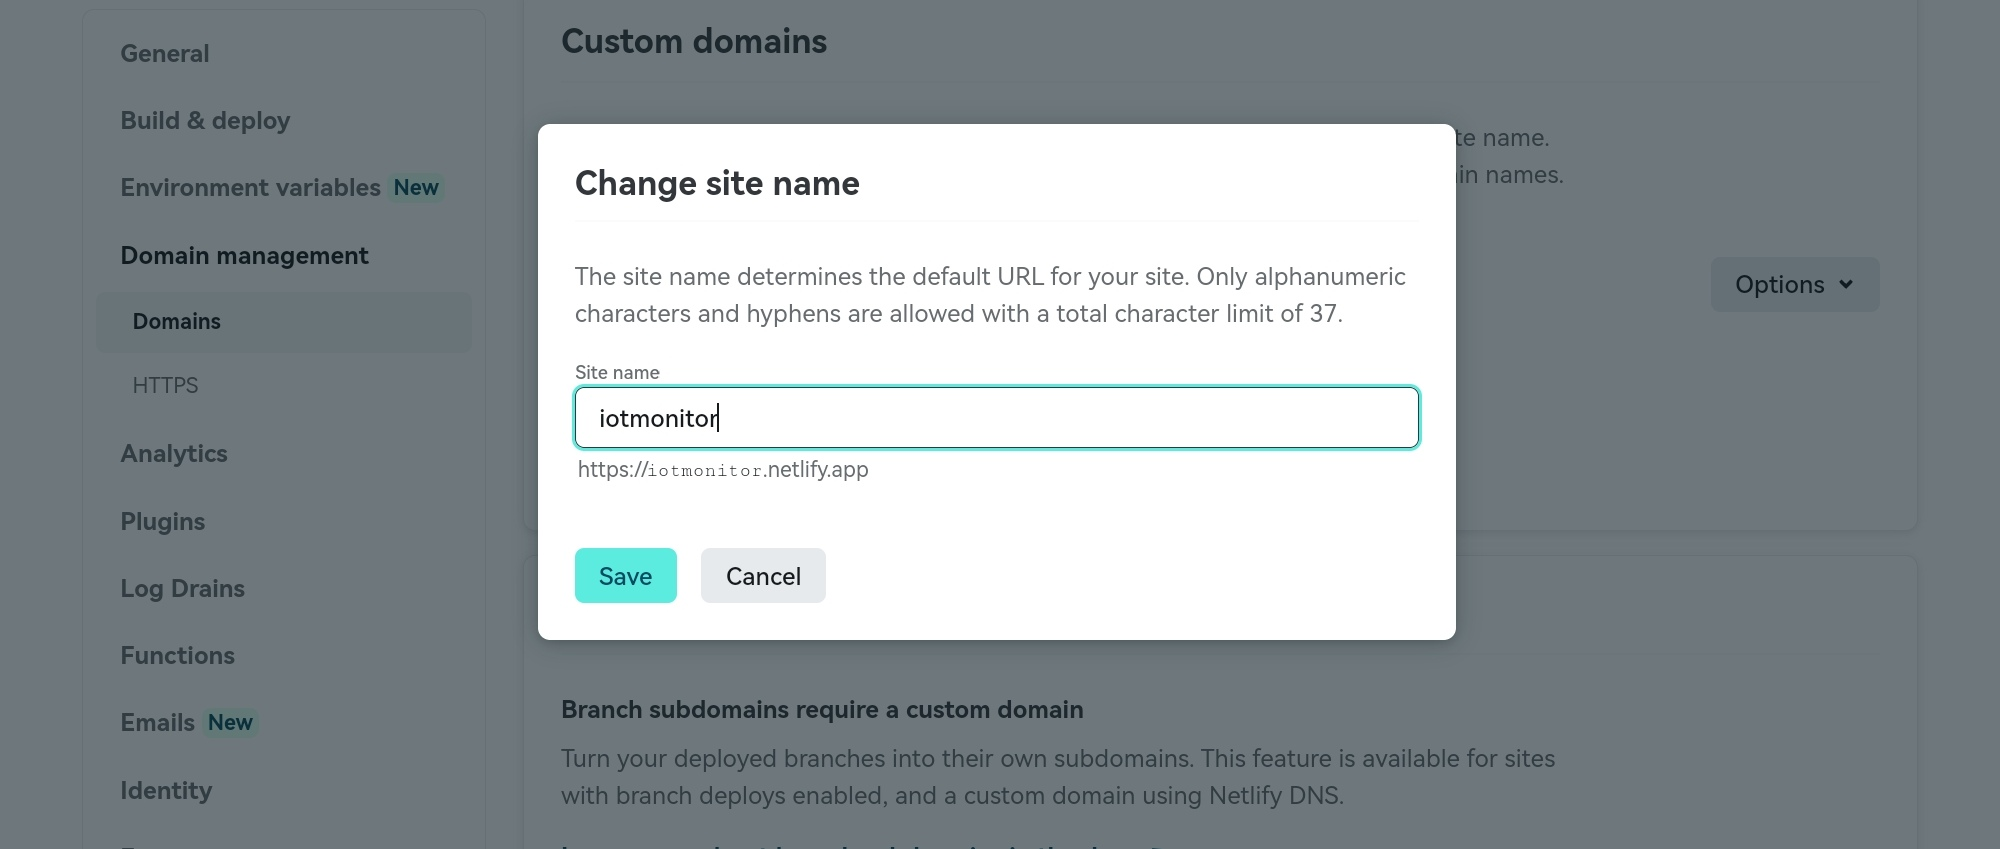 General
Build & deploy
Environment variables New
Domain management
Domains
HTTPS
Analytics
Plugins
Log Drains
Functions
Emails New
Identity
Custom domains
te name.
in names.
Options
Change site name
The site name determines the default URL for your site. Only alphanumeric
characters and hyphens are allowed with a total character limit of 37.
Site name
iotmonitor
https://iotmonitor.netlify.app
Save Cancel
Branch subdomains require a custom domain
Turn your deployed branches into their own subdomains. This feature is available for sites
with branch deploys enabled, and a custom domain using Netlify DNS.